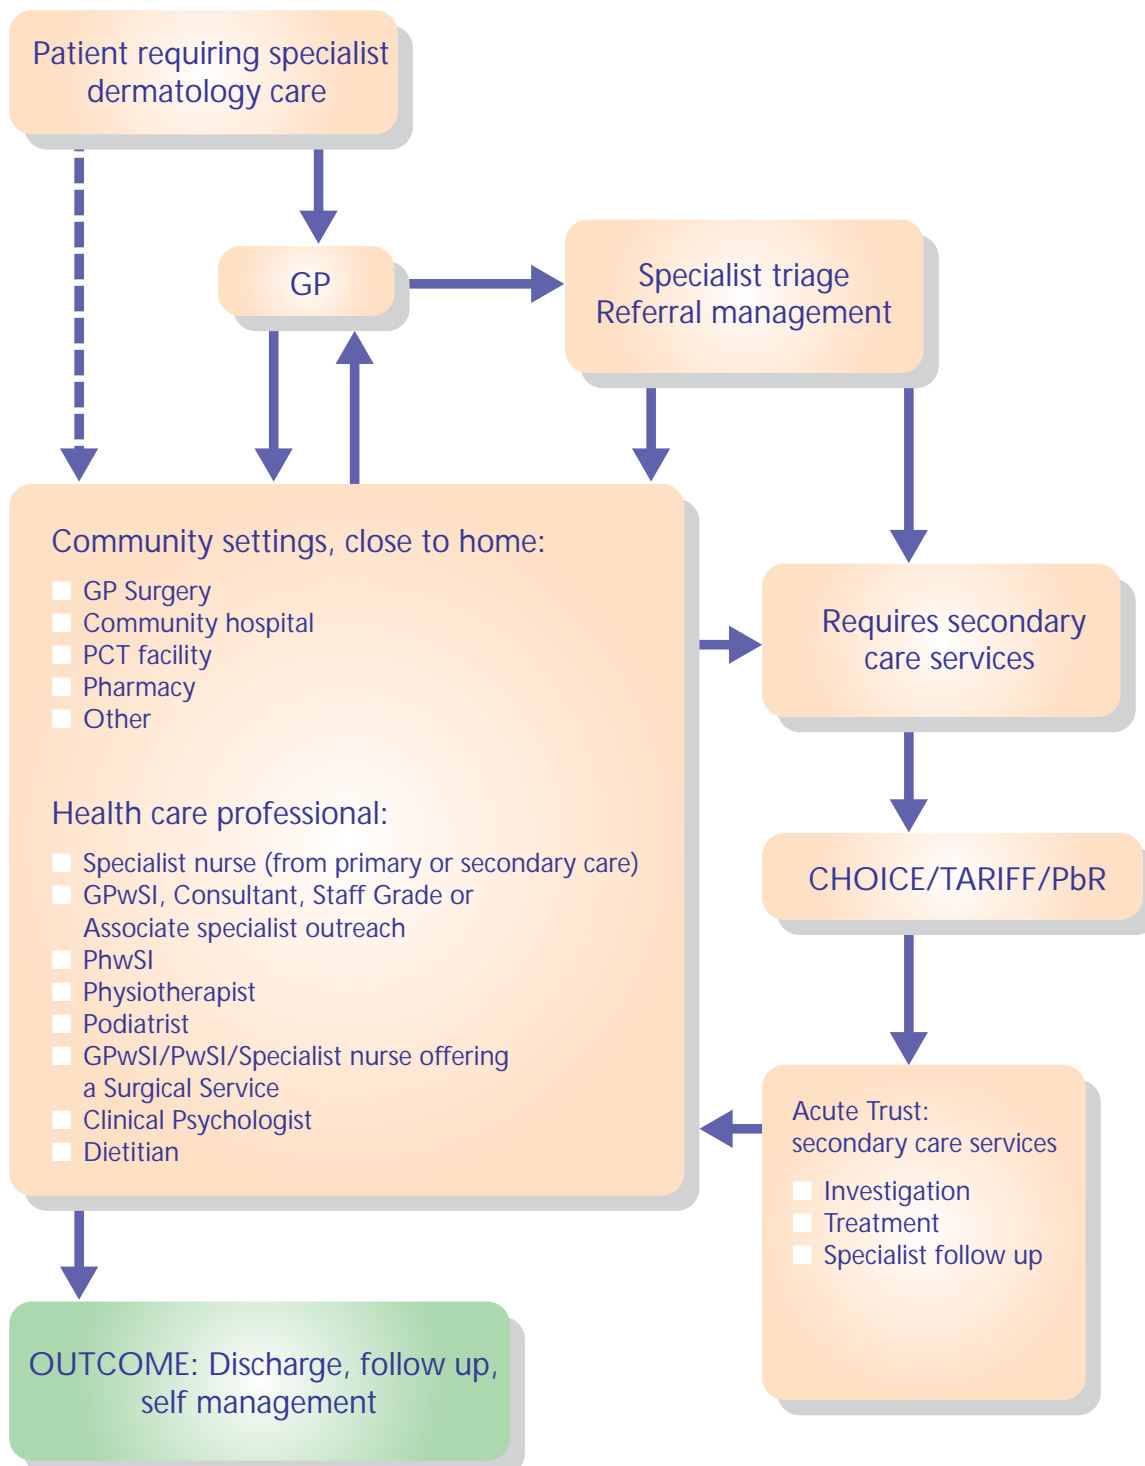 Patient requiring specialist
dermatology care
GP
Specialist triage
Referral management
Community settings, close to home:
GP Surgery
Community hospital
PCT facility
Pharmacy
Other
Health care professional:
Specialist nurse (from primary or secondary care)
GPwSI, Consultant, Staff Grade or
Associate specialist outreach
PhwSI
Physiotherapist
Podiatrist
GPwSI/PwSI/Specialist nurse offering
a Surgical Service
Clinical Psychologist
Dietitian
Requires secondary
care services
CHOICE/TARIFF/PbR
Acute Trust:
secondary care services
Investigation
Treatment
Specialist follow up
OUTCOME: Discharge, follow up,
self management